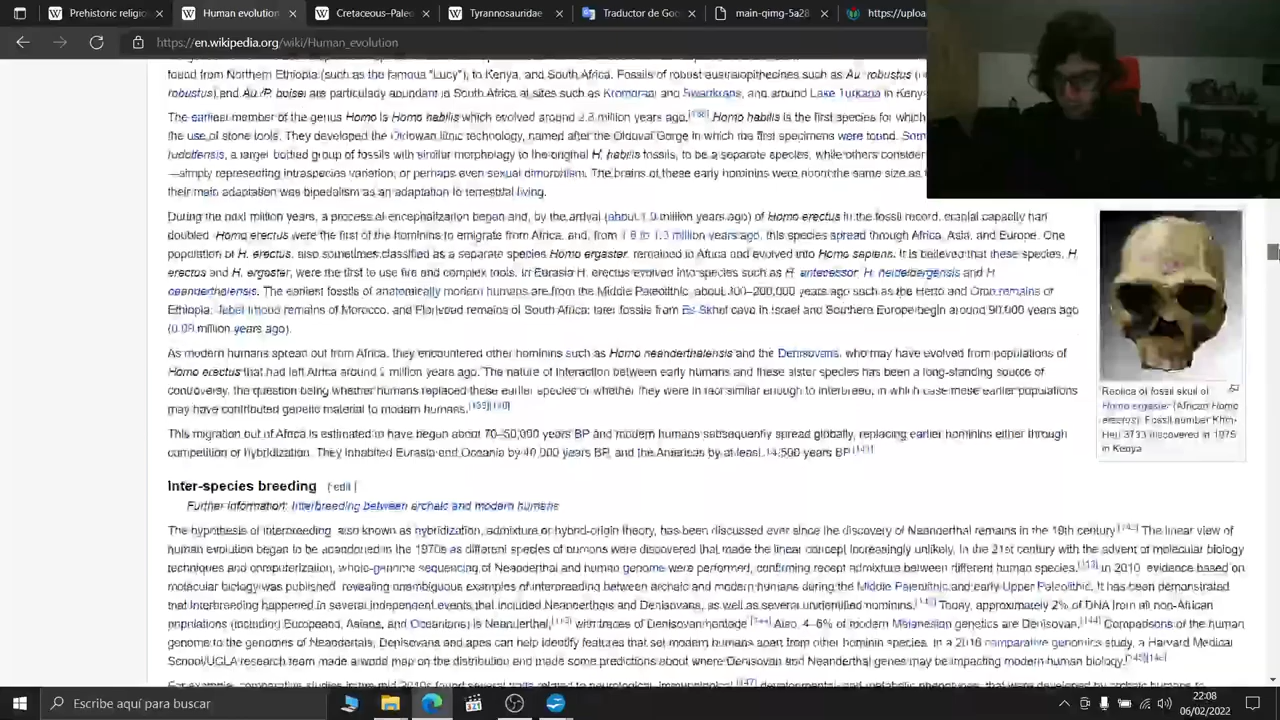 Prehistoric religio
Human evolution
Cretaceous–Paleo
Tyrannosauridae
Traductor de Goo
main-qimg-5a28
https://uploa
https://en.wikipedia.org/wiki/Human_evolution
found from Northern Ethiopia (such as the famous "Lucy"), to Kenya, and South Africa. Fossils of robust australopithecines such as Au. robustus
robustus) and Au./P. boisei are particularly abundant in South Africa at sites such as Kromdraai and Swartkrans, and around Lake Turkana in Kenya
The earliest member of the genus Homo is Homo habilis which evolved around million years ago. Homo habilis is the first species for which
the use of stone tools. They developed the Oldowan lithic technology, named after the Olduvai Gorge in which the first specimens were found. Som
rudolfensis, a larger bodied group of fossils with similar morphology to the original H. habilis fossils, to be a separate species, while others consider
—simply representing intraspecies variation, or perhaps even sexual dimorphism. The brains of these early hominins were about the same size as
their main adaptation was bipedalism as an adaptation to terrestrial living.
During the next million years, a process of encephalization began and, by the arrival (about million years ago) of Homo erectus in the fossil record, cranial capacity had
doubled. Homo erectus were the first of the hominins to emigrate from Africa, and, from 1.8 to 1.3 million years ago, this species spread through Africa, Asia, and Europe. One
population of H. erectus, also sometimes classified as a separate species Homo ergaster, remained in Africa and evolved into Homo sapiens. It is believed that these species, H.
erectus and H. ergaster, were the first to use fire and complex tools. In Eurasia H. erectus evolved into species such as H. antecessor, H. heidelbergensis and H.
neanderthalensis. The earliest fossils of anatomically modern humans are from the Middle Paleolithic, about 300–200,000 years ago such as the Herto and Omo remains of
Ethiopia, Jebel Irhoud remains of Morocco, and Florisbad remains of South Africa; later fossils from Es Skhul cave in Israel and Southern Europe begin around 90,000 years ago
(0.09 million years ago).
As modern humans spread out from Africa, they encountered other hominins such as Homo neanderthalensis and the Denisovans, who may have evolved from populations of
Homo erectus that had left Africa around 2 million years ago. The nature of interaction between early humans and these sister species has been a long-standing source of
controversy, the question being whether humans replaced these earlier species or whether they were in fact similar enough to interbreed, in which case these earlier populations
may have contributed genetic material to modern humans.
This migration out of Africa is estimated to have begun about 70–50,000 years BP and modern humans subsequently spread globally, replacing earlier hominins either through
competition or hybridization. They inhabited Eurasia and Oceania by 40,000 years BP, and the Americas by at least 14,500 years BP.
Replica of fossil skull of
Homo ergaster (African Homo
erectus). Fossil number Khm-
Heu 3733 discovered in 1975
in Kenya
Inter-species breeding [ edit ]
Further information: Interbreeding between archaic and modern humans
The hypothesis of interbreeding, also known as hybridization, admixture or hybrid-origin theory, has been discussed ever since the discovery of Neanderthal remains in the 19th century. The linear view of
human evolution began to be abandoned in the 1970s as different species of humans were discovered that made the linear concept increasingly unlikely. In the 21st century with the advent of molecular biology
techniques and computerization, whole-genome sequencing of Neanderthal and human genome were performed, confirming recent admixture between different human species. In 2010, evidence based on
molecular biology was published, revealing unambiguous examples of interbreeding between archaic and modern humans during the Middle Paleolithic and early Upper Paleolithic. It has been demonstrated
that interbreeding happened in several independent events that included Neanderthals and Denisovans, as well as several unidentified hominins. Today, approximately 2% of DNA from all non-African
populations (including Europeans, Asians, and Oceanians) is Neanderthal, with traces of Denisovan heritage. Also, 4–6% of modern Melanesian genetics are Denisovan. Comparisons of the human
genome to the genomes of Neandertals, Denisovans and apes can help identify features that set modern humans apart from other hominin species. In a 2016 comparative genomics study, a Harvard Medical
School/UCLA research team made a world map on the distribution and made some predictions about where Denisovan and Neanderthal genes may be impacting modern human biology.
Escribe aquí para buscar
22:08
06/02/2022